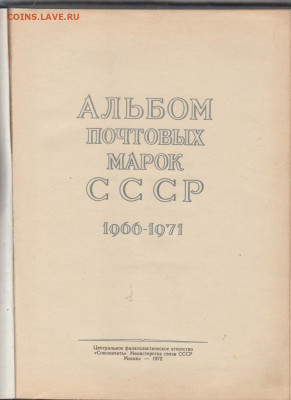 COINS.LAVE.RU
АЛЬБОМ
ПОЧТОВЫХ
МАРОК
СССР
1966-1971
Центральное филателистическое агентство
«Союзпечать» Министерства связи СССР
Москва — 1972